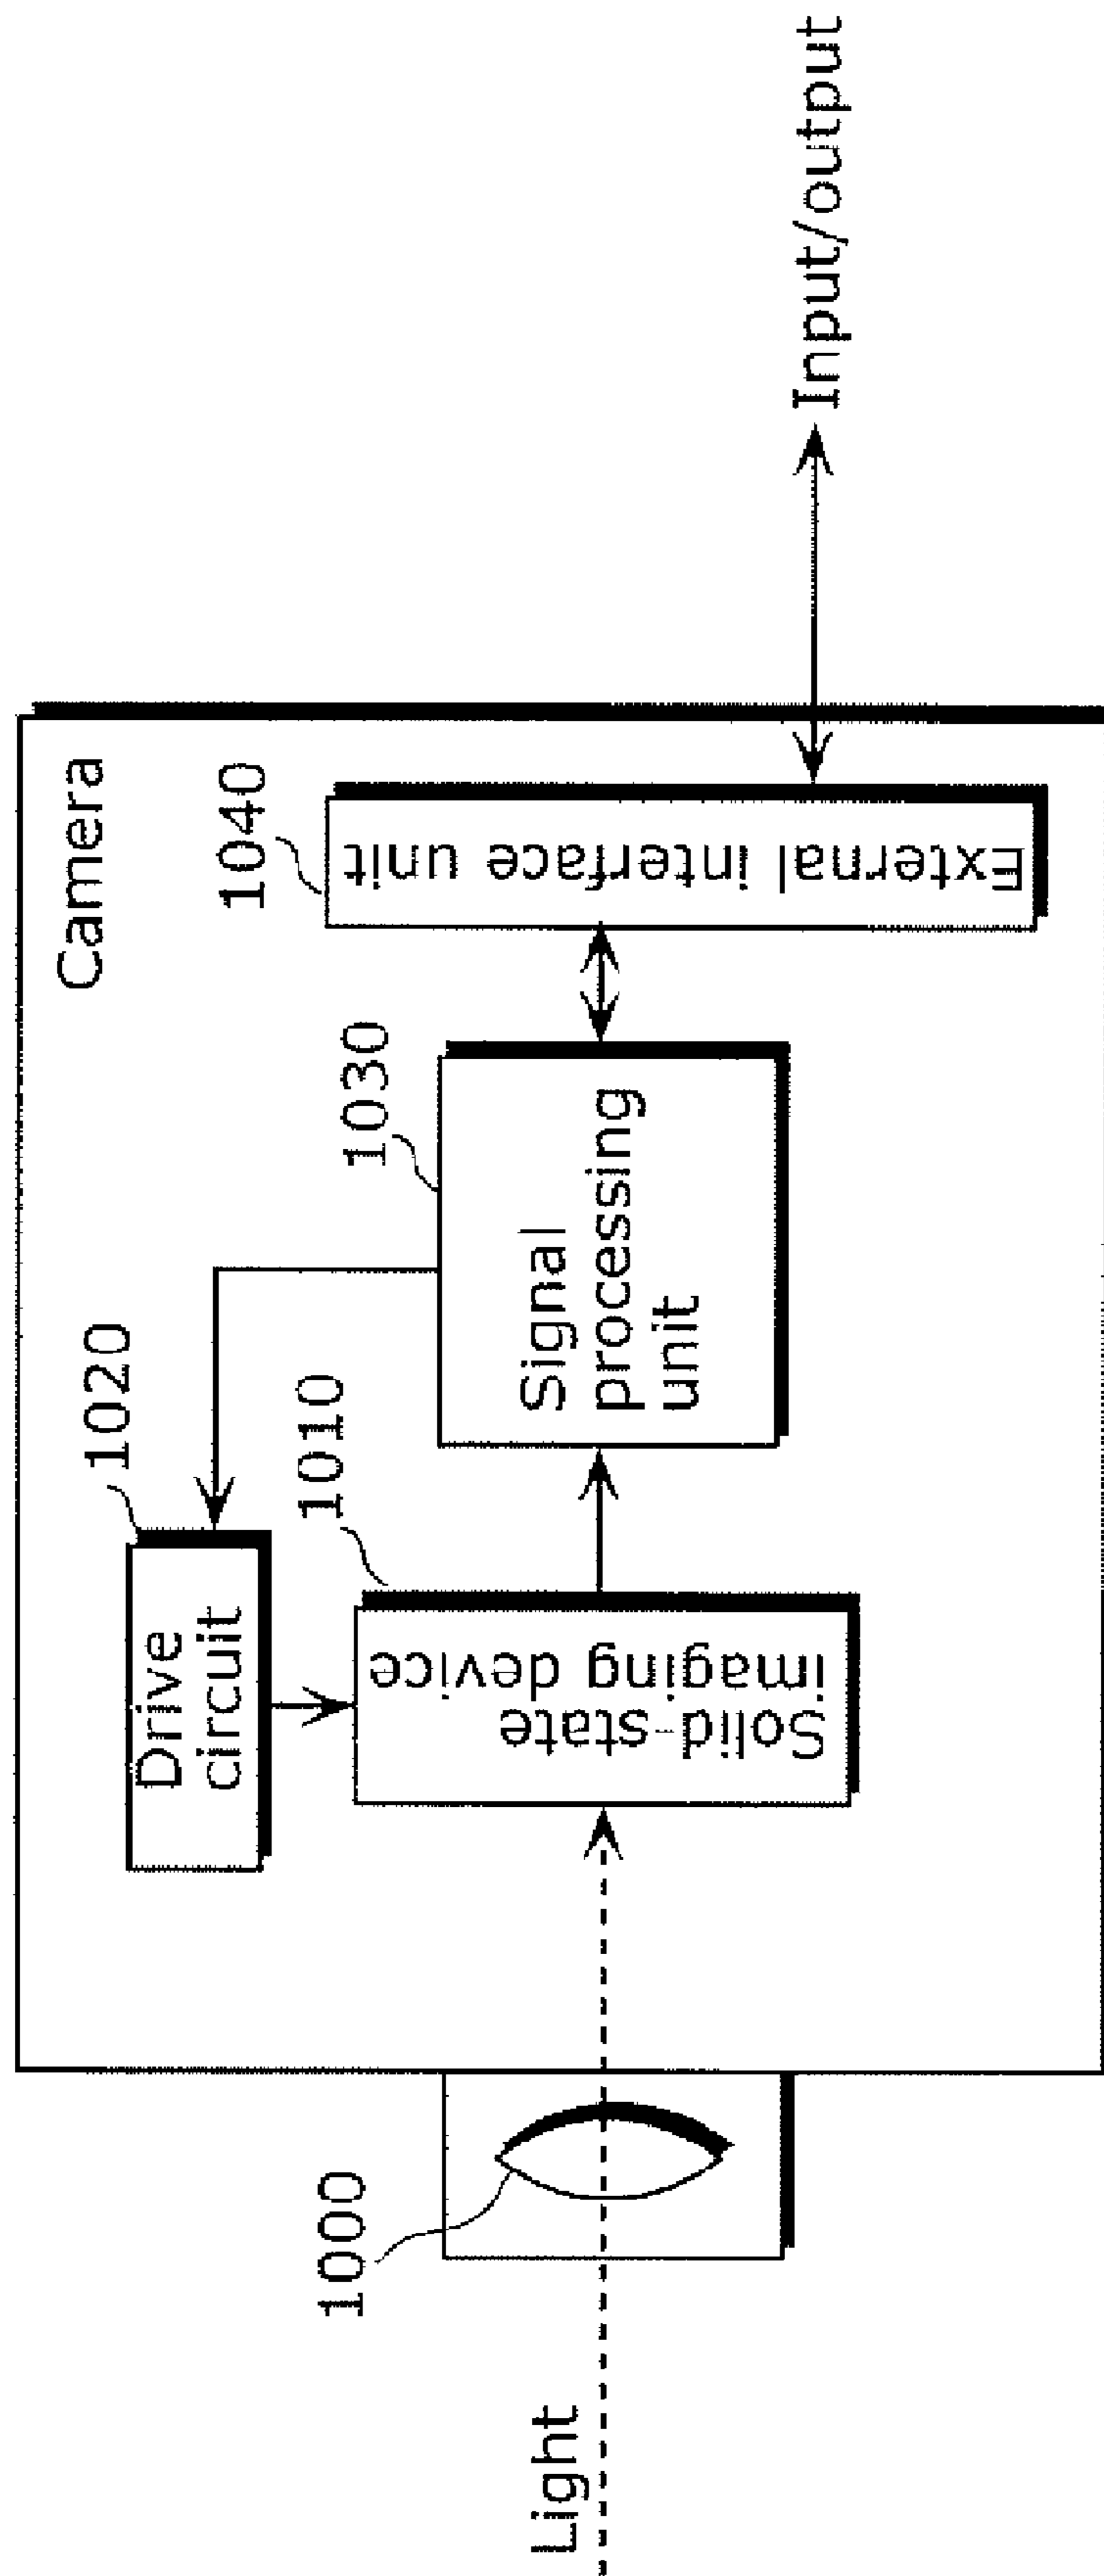 Camera
1020
Drive
circuit
1010
Solid-state
imaging device
1030
Signal
processing
unit
1040
External interface unit
1000
Light
Input/output